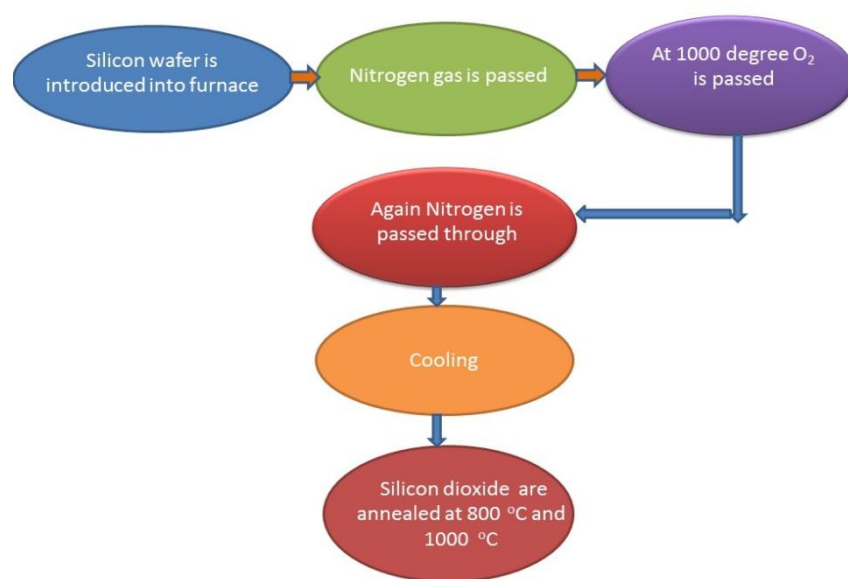 Silicon wafer is
introduced into furnace
Nitrogen gas is passed
At 1000 degree O₂
is passed
Again Nitrogen is
passed through
Cooling
Silicon dioxide are
annealed at 800 °C and
1000 °C